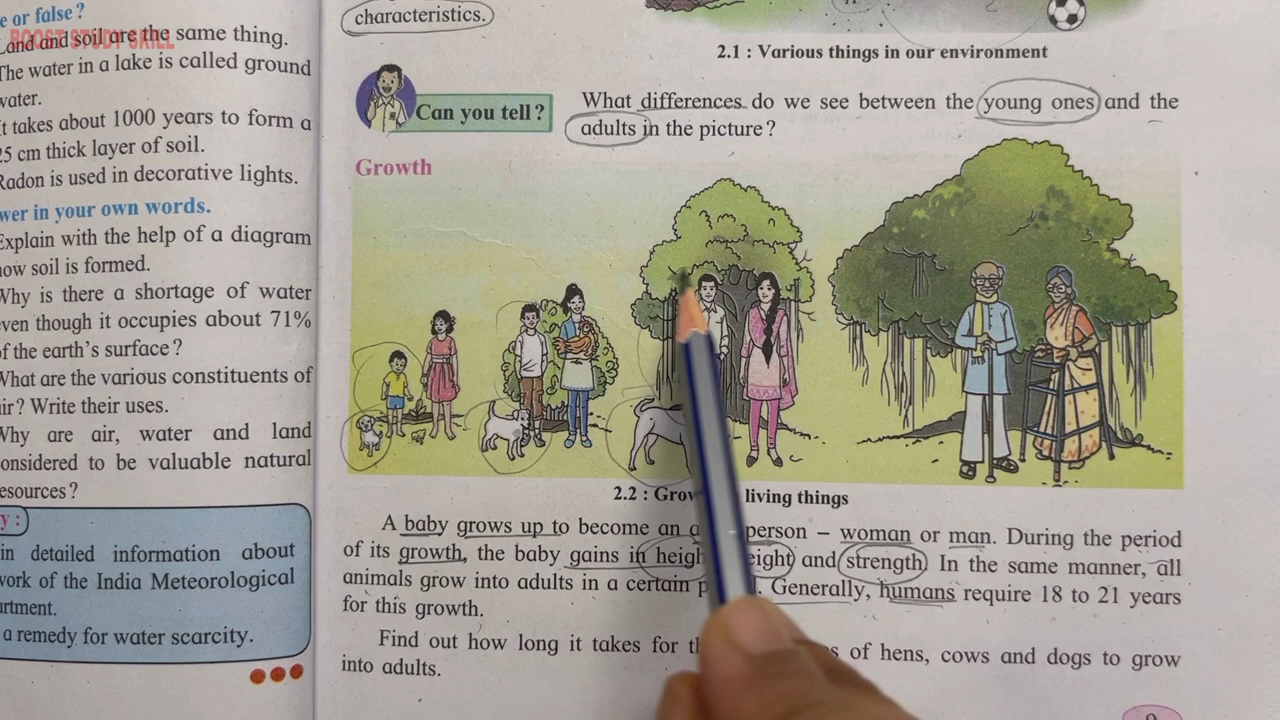 e or false?
BOOST STUDY SKILL
Land and soil are the same thing.
The water in a lake is called ground
water.
It takes about 1000 years to form a
25 cm thick layer of soil.
Radon is used in decorative lights.
wer in your own words.
Explain with the help of a diagram
how soil is formed.
Why is there a shortage of water
even though it occupies about 71%
of the earth's surface?
What are the various constituents of
air? Write their uses.
Why are air, water and land
considered to be valuable natural
resources?
y:
in detailed information about
work of the India Meteorological
artment.
a remedy for water scarcity.
characteristics.
2.1 : Various things in our environment
Can you tell?
What differences do we see between the young ones and the
adults in the picture?
Growth
2.2 : Grow living things
A baby grows up to become an a person – woman or man. During the period
of its growth, the baby gains in heigh eight and strength. In the same manner, all
animals grow into adults in a certain p . Generally, humans require 18 to 21 years
for this growth.
Find out how long it takes for th s of hens, cows and dogs to grow
into adults.